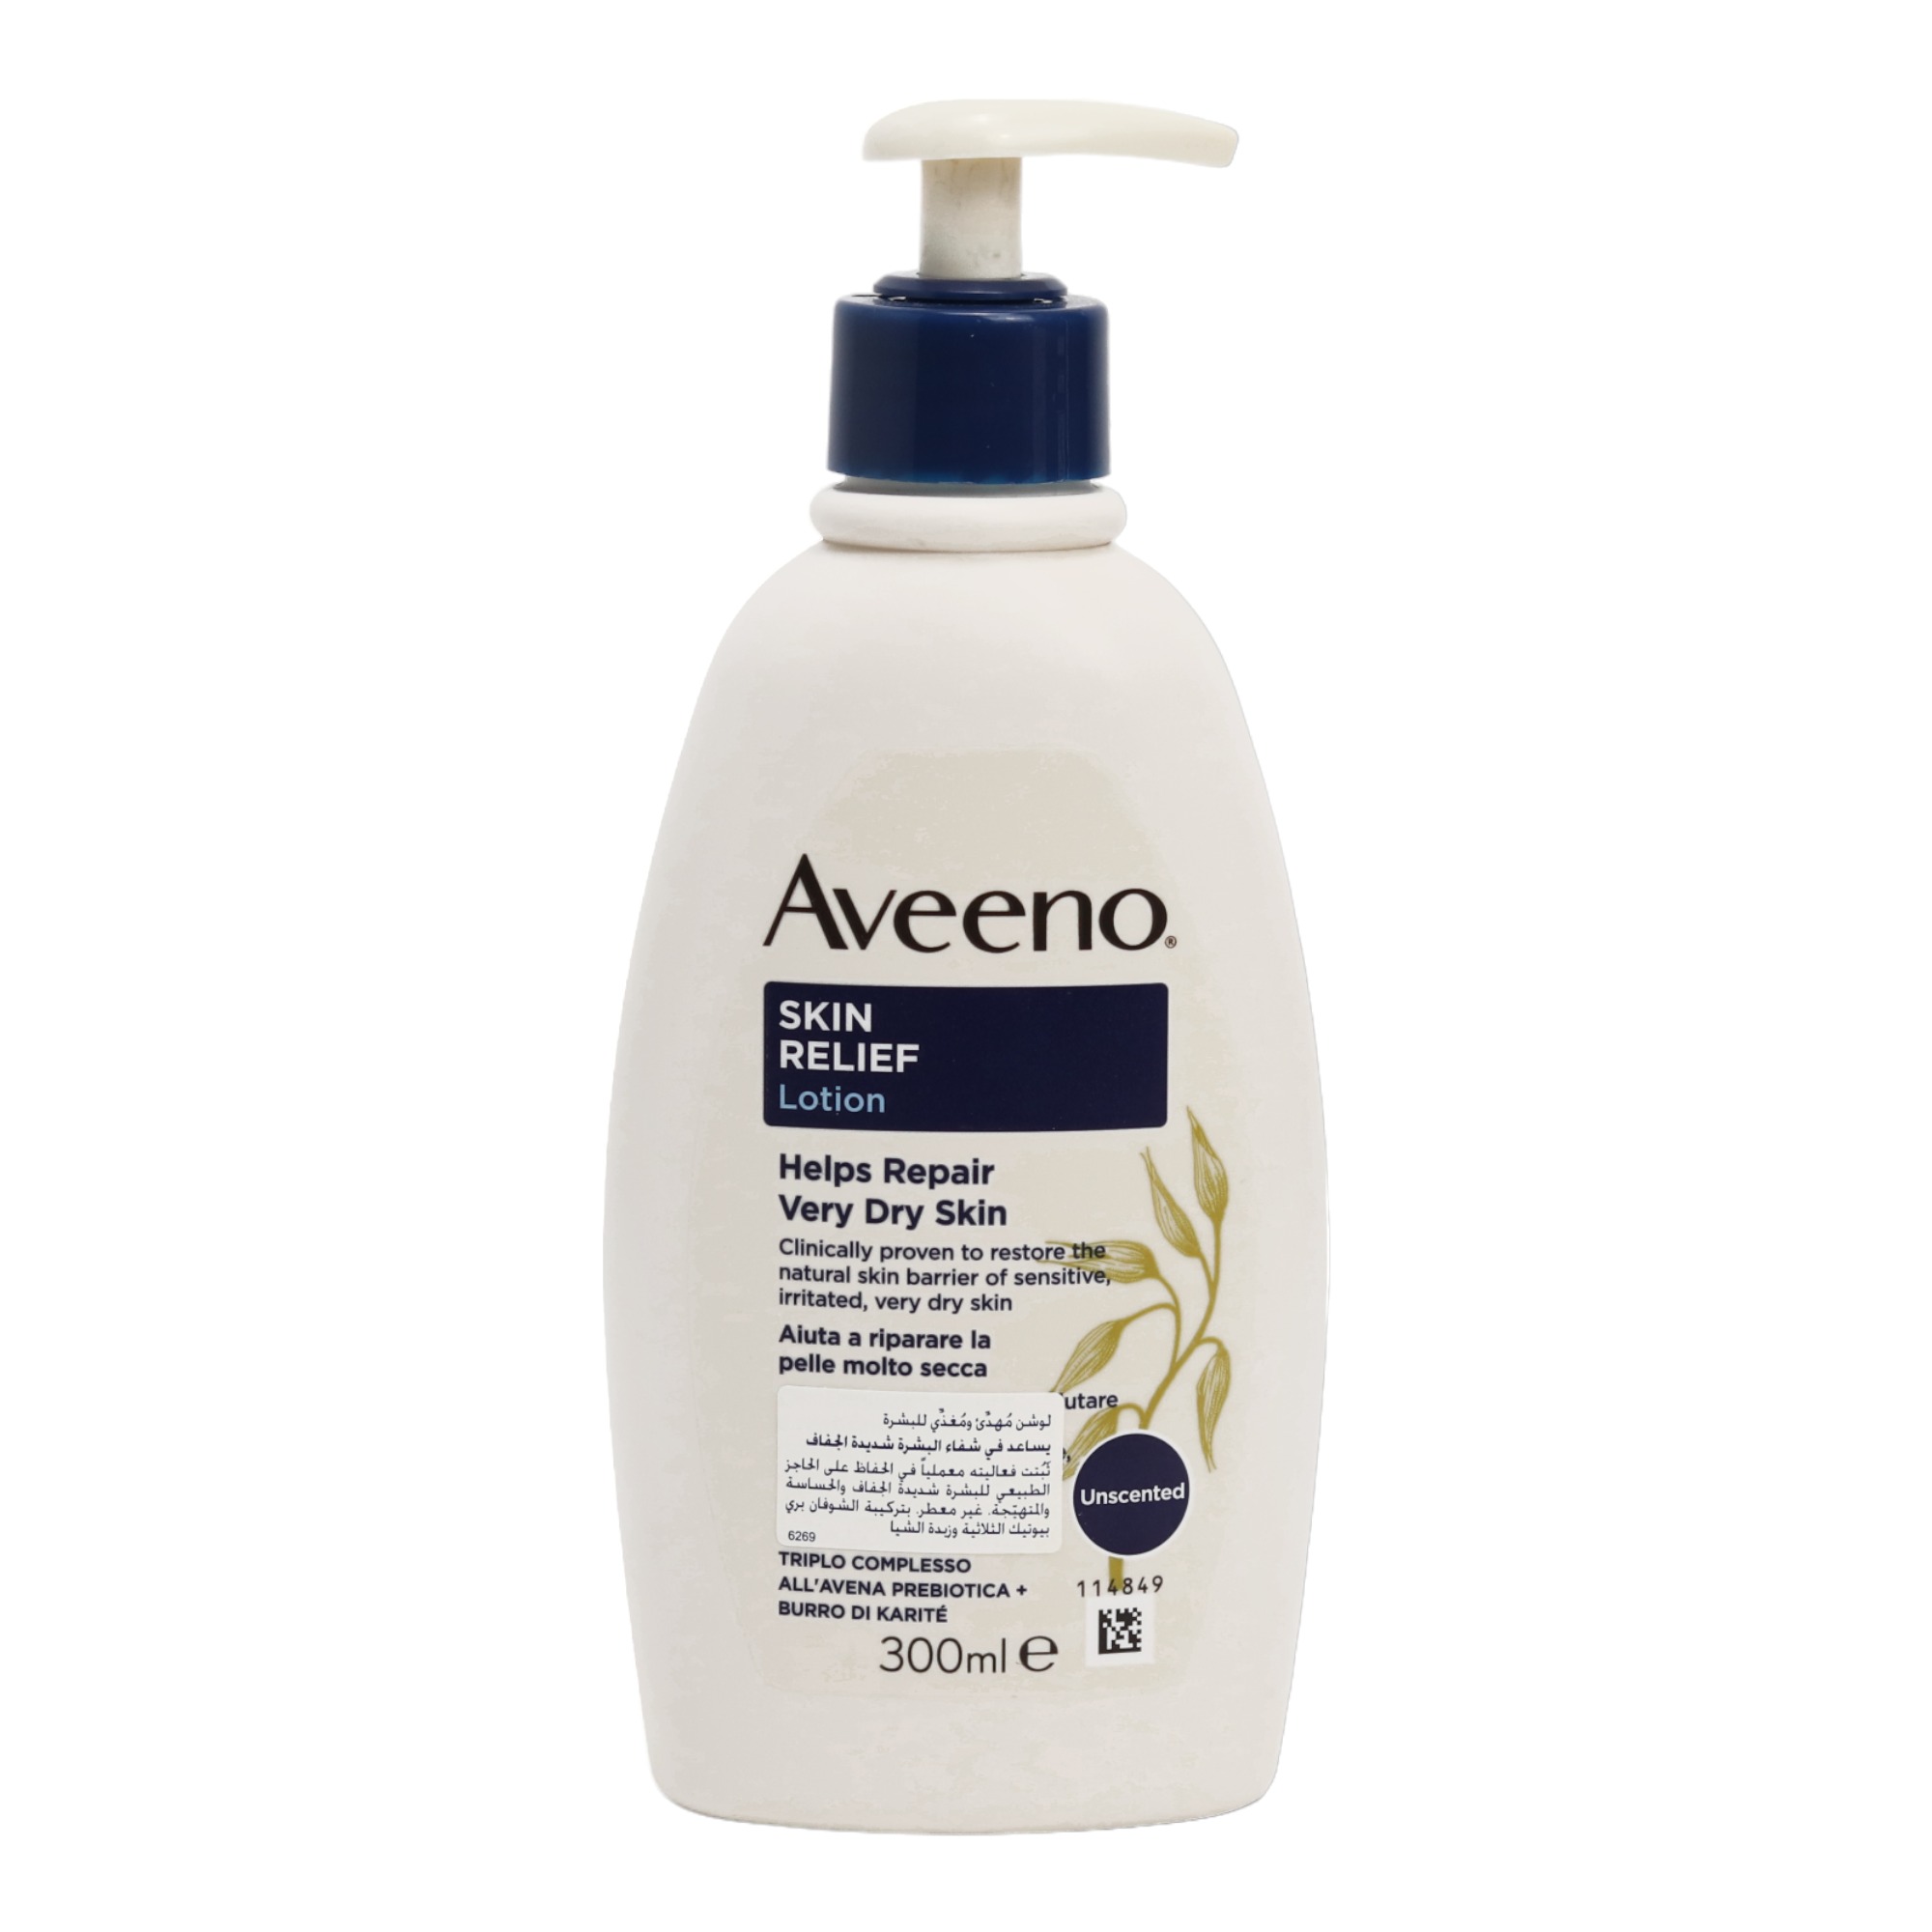 Aveeno®
SKIN
RELIEF
Lotion
Helps Repair
Very Dry Skin
Clinically proven to restore the
natural skin barrier of sensitive,
irritated, very dry skin
Aiuta a riparare la
pelle molto secca
utare
لوشن مُهدِّئ ومُغذِّي للبشرة
يساعد في شفاء البشرة شديدة الجفاف
ثَبُتت فعاليته معملياً في الحفاظ على الحاجز
الطبيعي للبشرة شديدة الجفاف والحساسة
والمتهيّجة. غير معطر. بتركيبة الشوفان بري
بيوتيك الثلاثية وزبدة الشيا
6269
Unscented
TRIPLO COMPLESSO
ALL'AVENA PREBIOTICA +
BURRO DI KARITÉ
114849
300ml e